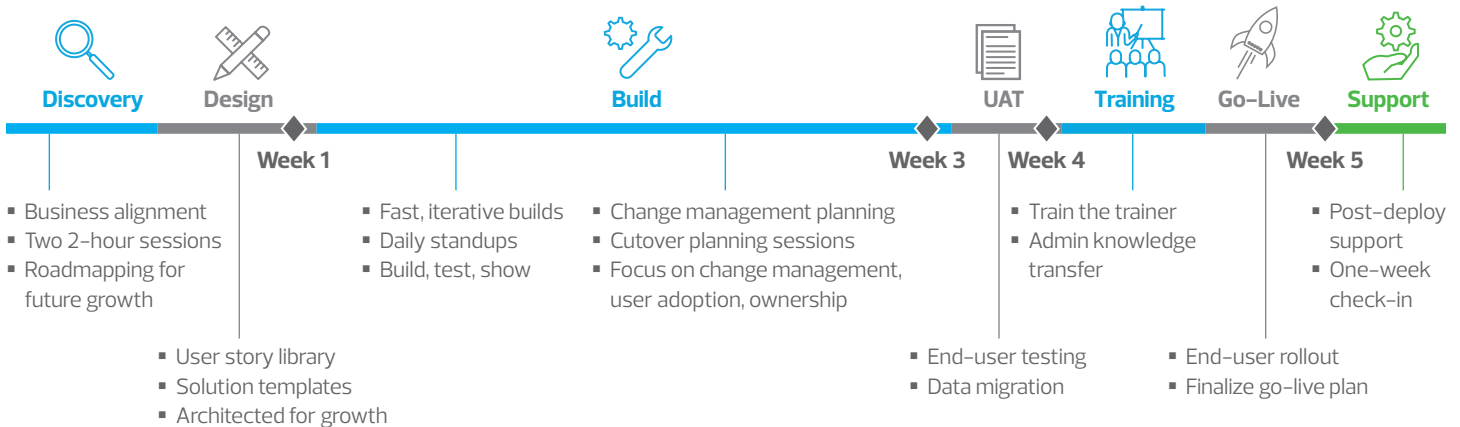 Discovery
Design
Build
UAT
Training
Go-Live
Support
Week 1
Week 3
Week 4
Week 5
▪ Business alignment
▪ Two 2-hour sessions
▪ Roadmapping for
future growth
▪ User story library
▪ Solution templates
▪ Architected for growth
▪ Fast, iterative builds
▪ Daily standups
▪ Build, test, show
▪ Change management planning
▪ Cutover planning sessions
▪ Focus on change management,
user adoption, ownership
▪ End-user testing
▪ Data migration
▪ Train the trainer
▪ Admin knowledge
transfer
▪ End-user rollout
▪ Finalize go-live plan
▪ Post-deploy
support
▪ One-week
check-in